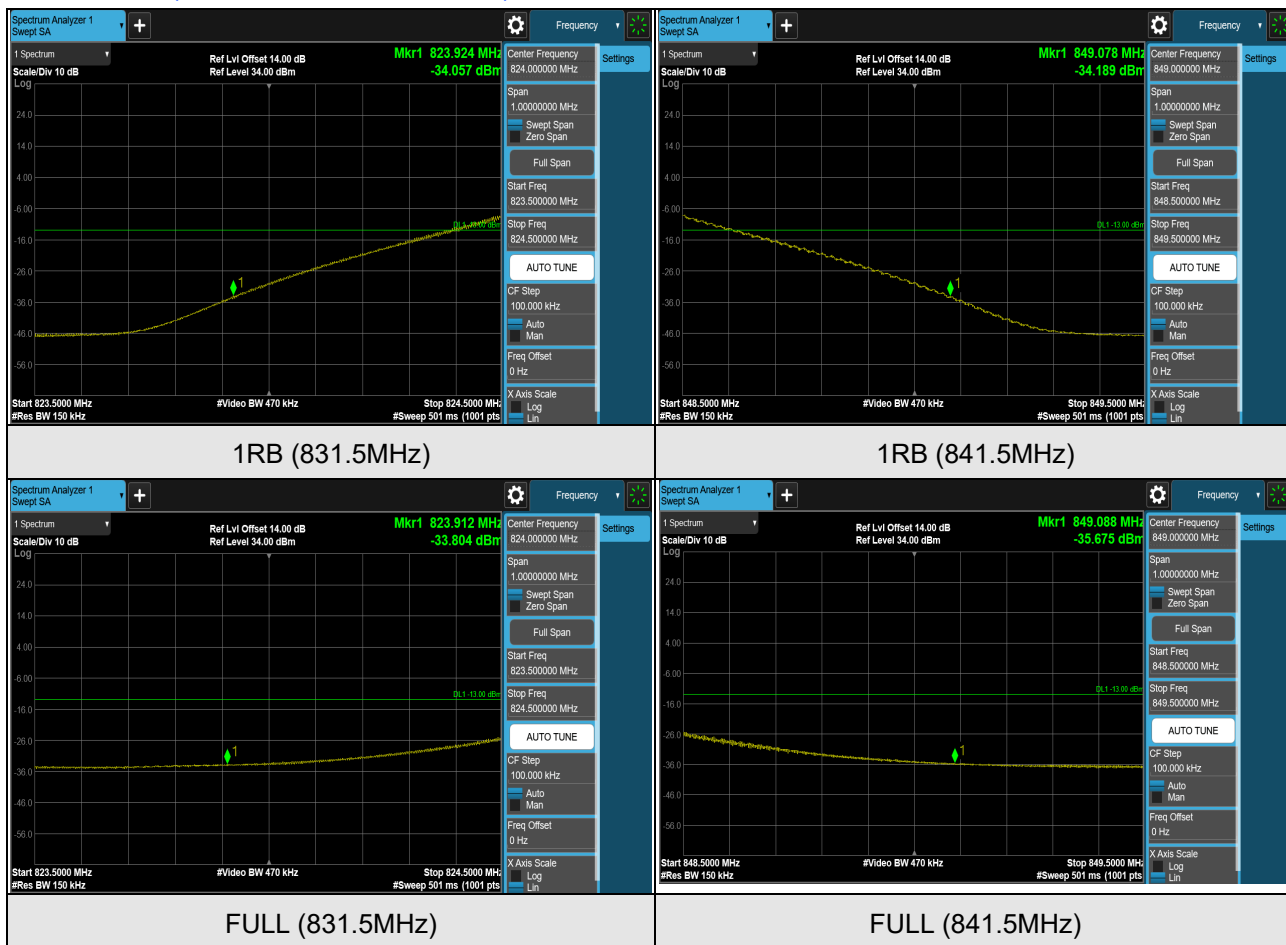 Spectrum Analyzer 1
Swept SA
+
Frequency
1 Spectrum
Scale/Div 10 dB
Log
Ref Lvl Offset 14.00 dB
Ref Level 34.00 dBm
Mkr1 823.924 MHz
-34.057 dBm
24.0
14.0
4.00
-6.00
-16.0
-26.0
-36.0
-46.0
-56.0
DL1 -13.00 dBm
1
Start 823.5000 MHz
#Res BW 150 kHz
#Video BW 470 kHz
Stop 824.5000 MHz
#Sweep 501 ms (1001 pts
Center Frequency
824.000000 MHz
Settings
Span
1.00000000 MHz
Swept Span
Zero Span
Full Span
Start Freq
823.500000 MHz
Stop Freq
824.500000 MHz
AUTO TUNE
CF Step
100.000 kHz
Auto
Man
Freq Offset
0 Hz
X Axis Scale
Log
Lin
Spectrum Analyzer 1
Swept SA
+
Frequency
1 Spectrum
Scale/Div 10 dB
Log
Ref Lvl Offset 14.00 dB
Ref Level 34.00 dBm
Mkr1 849.078 MHz
-34.189 dBm
24.0
14.0
4.00
-6.00
-16.0
-26.0
-36.0
-46.0
-56.0
DL1 -13.00 dBm
1
Start 848.5000 MHz
#Res BW 150 kHz
#Video BW 470 kHz
Stop 849.5000 MHz
#Sweep 501 ms (1001 pts
Center Frequency
849.000000 MHz
Settings
Span
1.00000000 MHz
Swept Span
Zero Span
Full Span
Start Freq
848.500000 MHz
Stop Freq
849.500000 MHz
AUTO TUNE
CF Step
100.000 kHz
Auto
Man
Freq Offset
0 Hz
X Axis Scale
Log
Lin
1RB (831.5MHz)
1RB (841.5MHz)
Spectrum Analyzer 1
Swept SA
+
Frequency
1 Spectrum
Scale/Div 10 dB
Log
Ref Lvl Offset 14.00 dB
Ref Level 34.00 dBm
Mkr1 823.912 MHz
-33.804 dBm
24.0
14.0
4.00
-6.00
-16.0
-26.0
-36.0
-46.0
-56.0
DL1 -13.00 dBm
1
Start 823.5000 MHz
#Res BW 150 kHz
#Video BW 470 kHz
Stop 824.5000 MHz
#Sweep 501 ms (1001 pts
Center Frequency
824.000000 MHz
Settings
Span
1.00000000 MHz
Swept Span
Zero Span
Full Span
Start Freq
823.500000 MHz
Stop Freq
824.500000 MHz
AUTO TUNE
CF Step
100.000 kHz
Auto
Man
Freq Offset
0 Hz
X Axis Scale
Log
Lin
Spectrum Analyzer 1
Swept SA
+
Frequency
1 Spectrum
Scale/Div 10 dB
Log
Ref Lvl Offset 14.00 dB
Ref Level 34.00 dBm
Mkr1 849.088 MHz
-35.675 dBm
24.0
14.0
4.00
-6.00
-16.0
-26.0
-36.0
-46.0
-56.0
DL1 -13.00 dBm
1
Start 848.5000 MHz
#Res BW 150 kHz
#Video BW 470 kHz
Stop 849.5000 MHz
#Sweep 501 ms (1001 pts
Center Frequency
849.000000 MHz
Settings
Span
1.00000000 MHz
Swept Span
Zero Span
Full Span
Start Freq
848.500000 MHz
Stop Freq
849.500000 MHz
AUTO TUNE
CF Step
100.000 kHz
Auto
Man
Freq Offset
0 Hz
X Axis Scale
Log
Lin
FULL (831.5MHz)
FULL (841.5MHz)